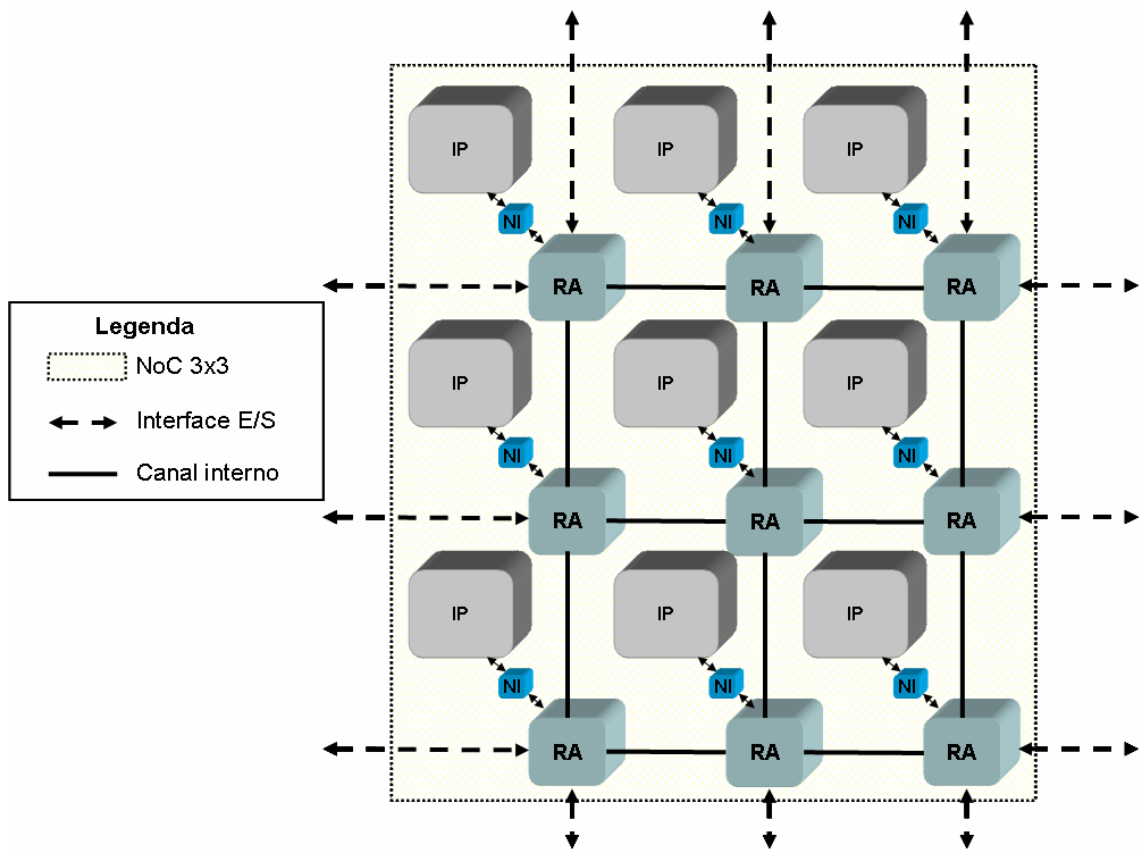 IP IP IP
NI NI NI
RA RA RA
Legenda
NoC 3x3
Interface E/S
Canal interno
IP IP IP
NI NI NI
RA RA RA
IP IP IP
NI NI NI
RA RA RA